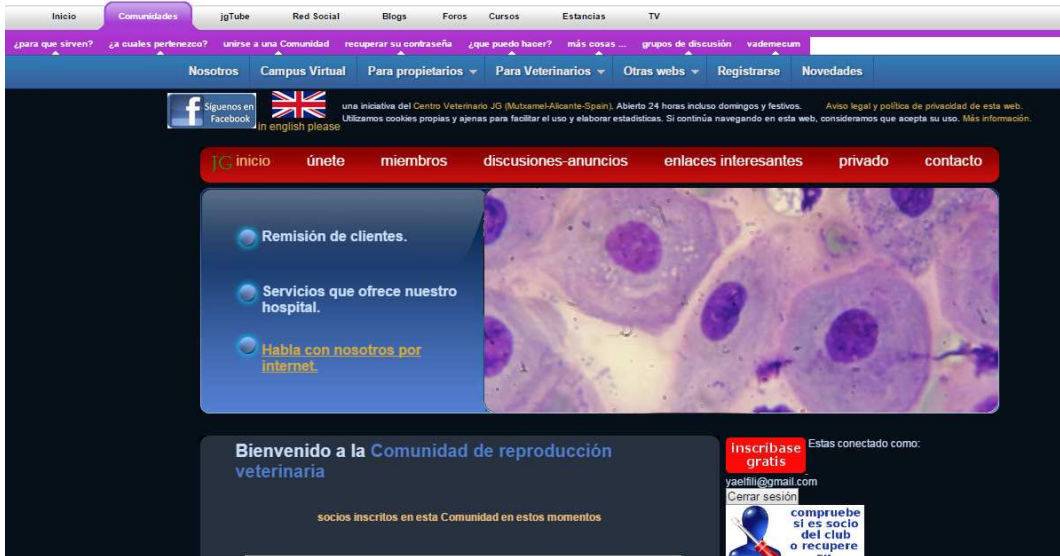 Inicio Comunidades jgTube Red Social Blogs Foros Cursos Estancias TV
¿para que sirven? ¿a cuales pertenezco? unirse a una Comunidad recuperar su contraseña ¿que puedo hacer? más cosas ... grupos de discusión vademecum
Nosotros Campus Virtual Para propietarios Para Veterinarios Otras webs Registrarse Novedades
Síguenos en
Facebook
in english please
una iniciativa del Centro Veterinario JG (Mutxamel-Alicante-Spain). Abierto 24 horas incluso domingos y festivos. Aviso legal y política de privacidad de esta web.
Utilizamos cookies propias y ajenas para facilitar el uso y elaborar estadisticas. Si continúa navegando en esta web, consideramos que acepta su uso. Más información.
JG inicio únete miembros discusiones-anuncios enlaces interesantes privado contacto
Remisión de clientes.
Servicios que ofrece nuestro
hospital.
Habla con nosotros por
internet.
Bienvenido a la Comunidad de reproducción
veterinaria
socios inscritos en esta Comunidad en estos momentos
inscríbase
gratis
Estas conectado como:
yaelfili@gmail.com
Cerrar sesión
compruebe
si es socio
del club
o recupere